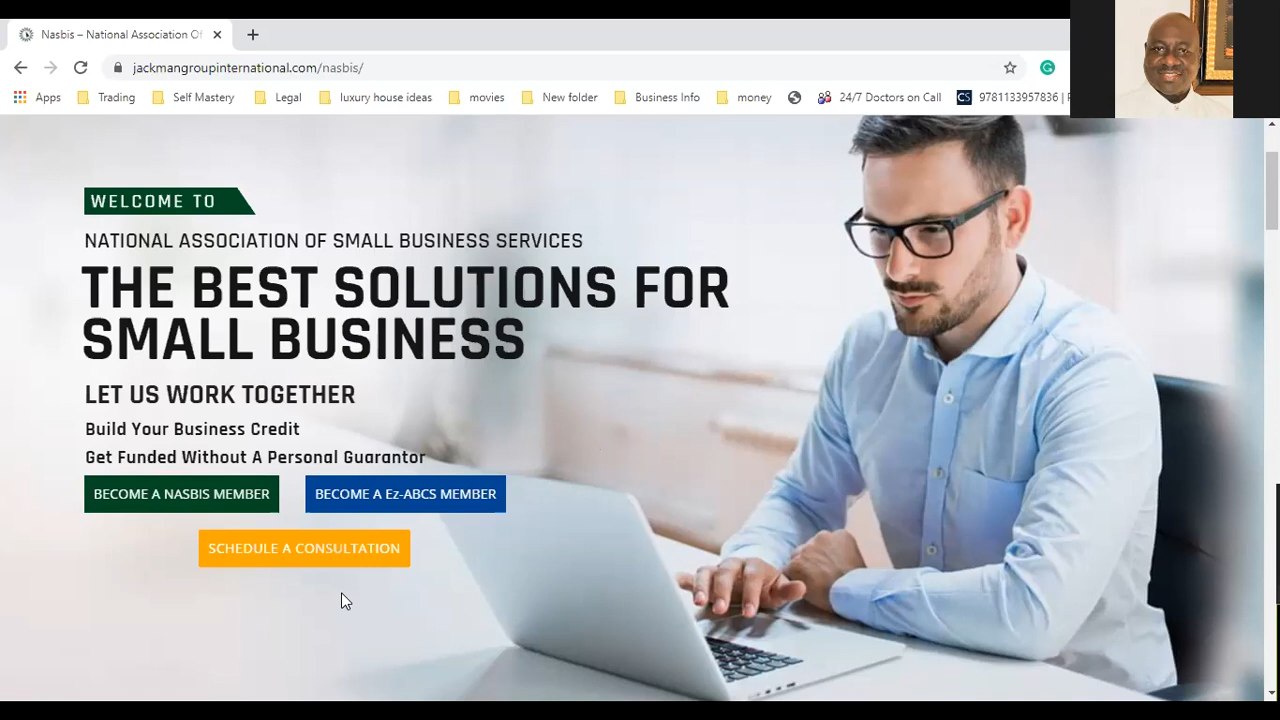 Nasbis – National Association Of
jackmangroupinternational.com/nasbis/
Apps Trading Self Mastery Legal luxury house ideas movies New folder Business Info money 24/7 Doctors on Call CS 9781133957836 |
WELCOME TO
NATIONAL ASSOCIATION OF SMALL BUSINESS SERVICES
THE BEST SOLUTIONS FOR
SMALL BUSINESS
LET US WORK TOGETHER
Build Your Business Credit
Get Funded Without A Personal Guarantor
BECOME A NASBIS MEMBER BECOME A Ez-ABCS MEMBER
SCHEDULE A CONSULTATION